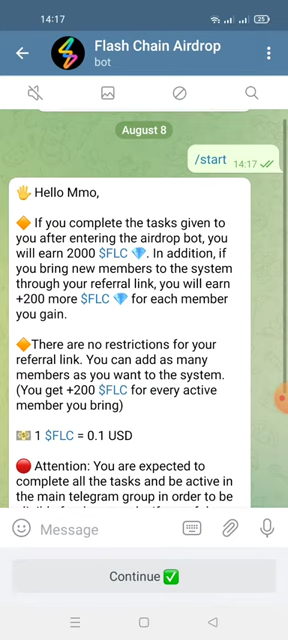 14:17
25
Flash Chain Airdrop
bot
August 8
/start 14:17
🖐 Hello Mmo,
🔶 If you complete the tasks given to
you after entering the airdrop bot, you
will earn 2000 $FLC 💎. In addition, if
you bring new members to the system
through your referral link, you will earn
+200 more $FLC 💎 for each member
you gain.
🔶There are no restrictions for your
referral link. You can add as many
members as you want to the system.
(You get +200 $FLC for every active
member you bring)
💵 1 $FLC = 0.1 USD
🔴 Attention: You are expected to
complete all the tasks and be active in
the main telegram group in order to be
Message
Continue ✅